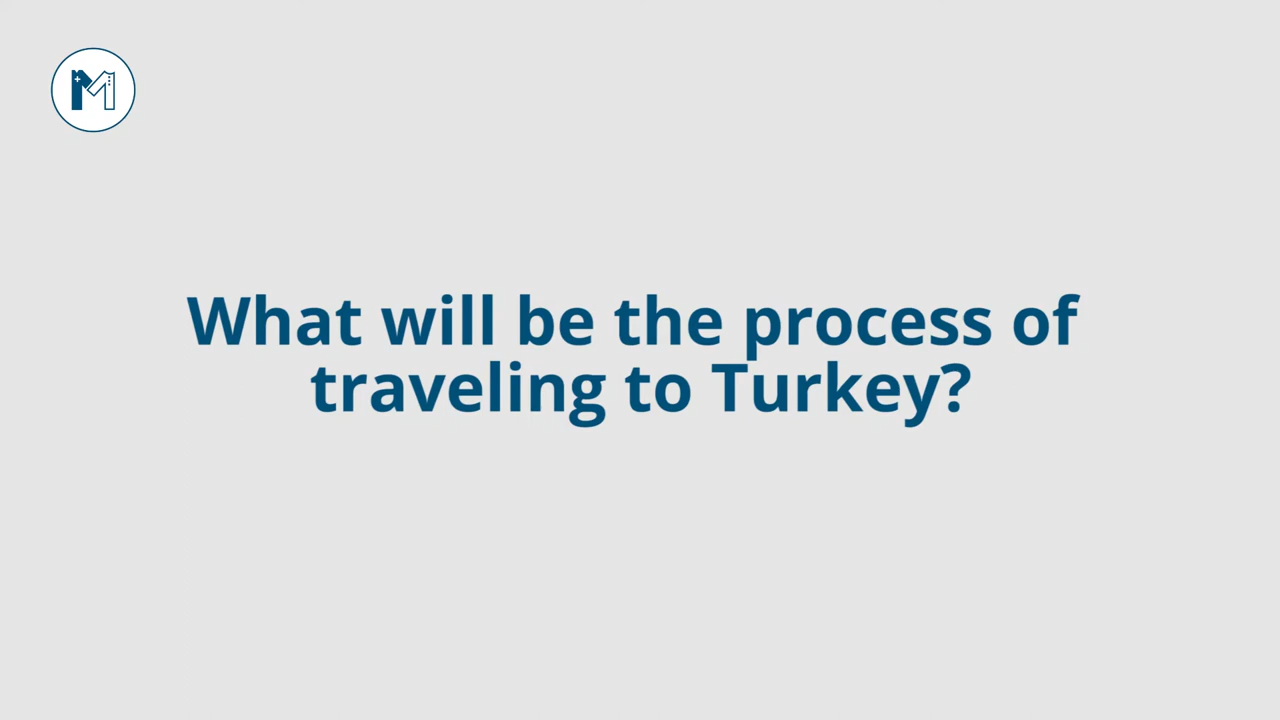 M
What will be the process of
traveling to Turkey?